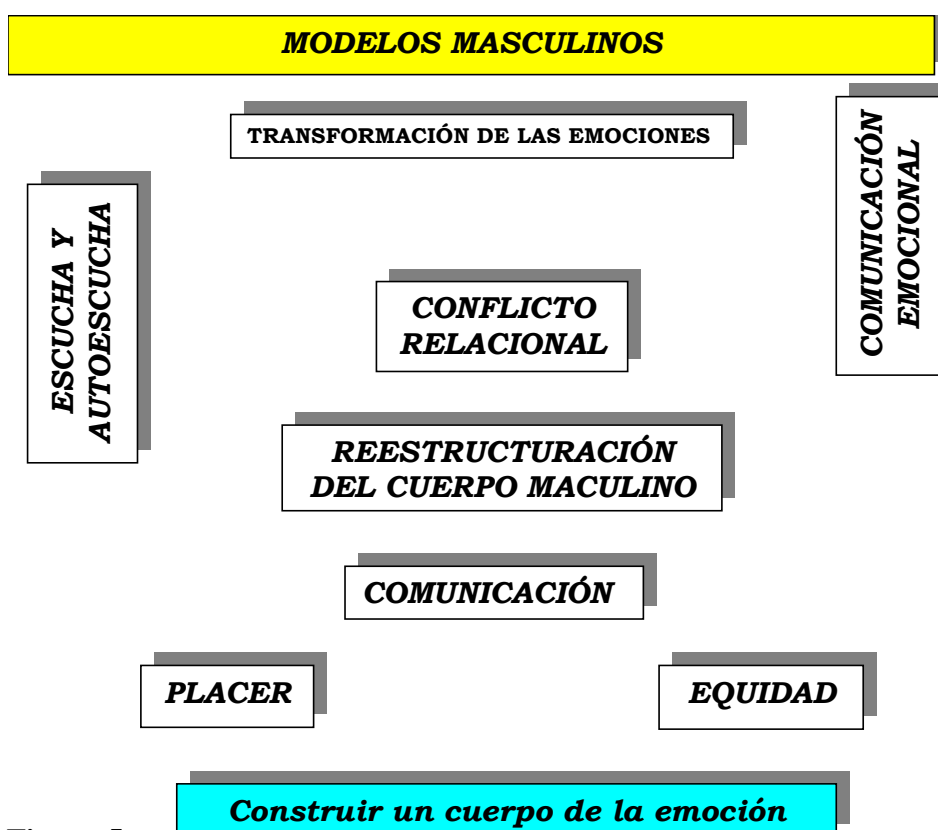 MODELOS MASCULINOS
TRANSFORMACIÓN DE LAS EMOCIONES
COMUNICACIÓN
EMOCIONAL
ESCUCHA Y
AUTOESCUCHA
CONFLICTO
RELACIONAL
REESTRUCTURACIÓN
DEL CUERPO MACULINO
COMUNICACIÓN
PLACER
EQUIDAD
Construir un cuerpo de la emoción